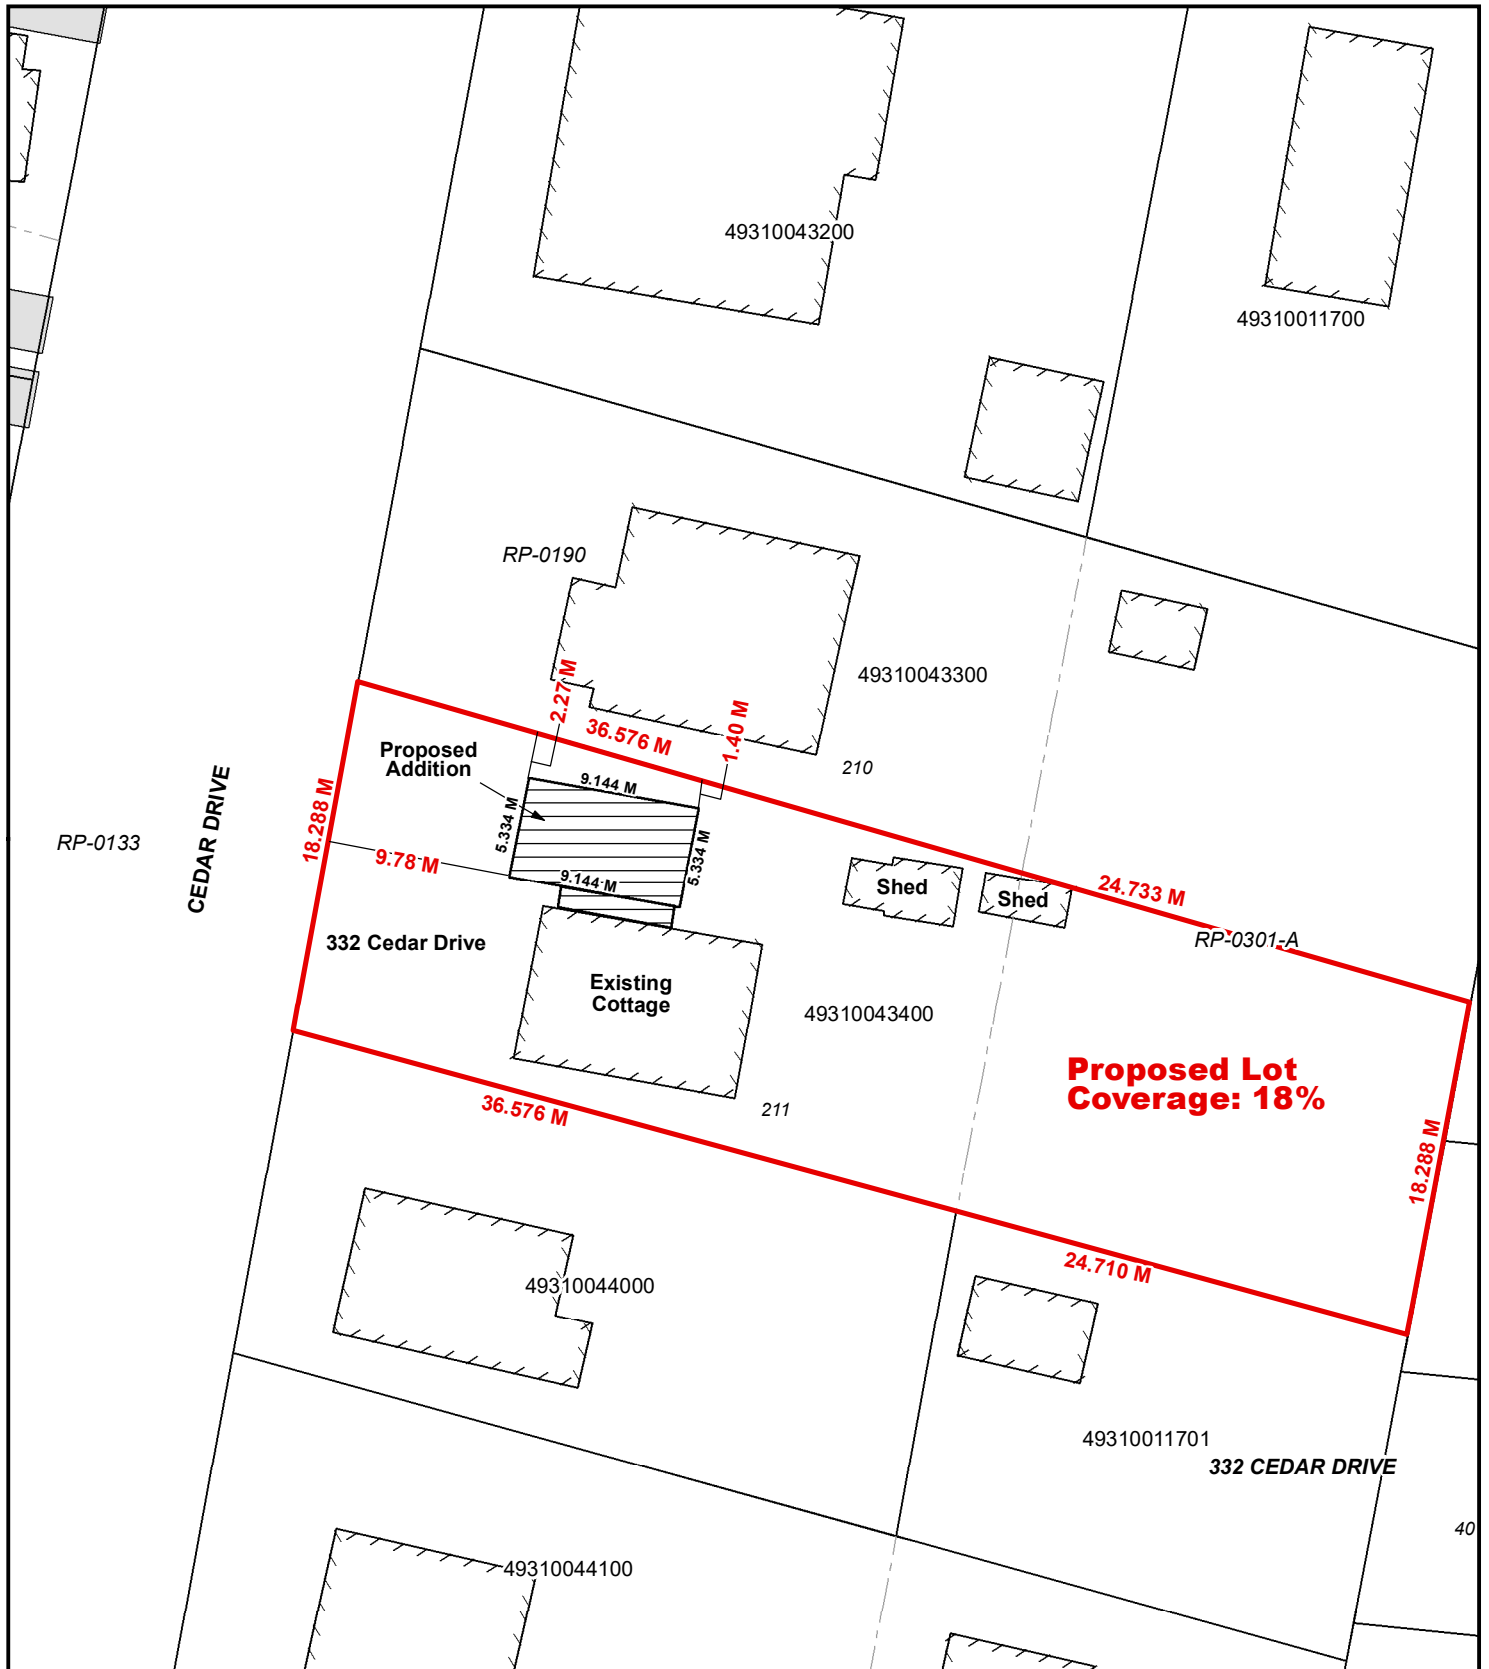 49310043200
49310011700
RP-0190
49310043300
2.27 M
36.576 M
1.40 M
210
Proposed
Addition
9.144 M
5.334 M
5.334 M
9.144 M
18.288 M
9.78 M
RP-0133
CEDAR DRIVE
Shed
Shed
24.733 M
RP-0301-A
332 Cedar Drive
Existing
Cottage
49310043400
Proposed Lot
Coverage: 18%
36.576 M
211
18.288 M
24.710 M
49310044000
49310011701
332 CEDAR DRIVE
40
49310044100